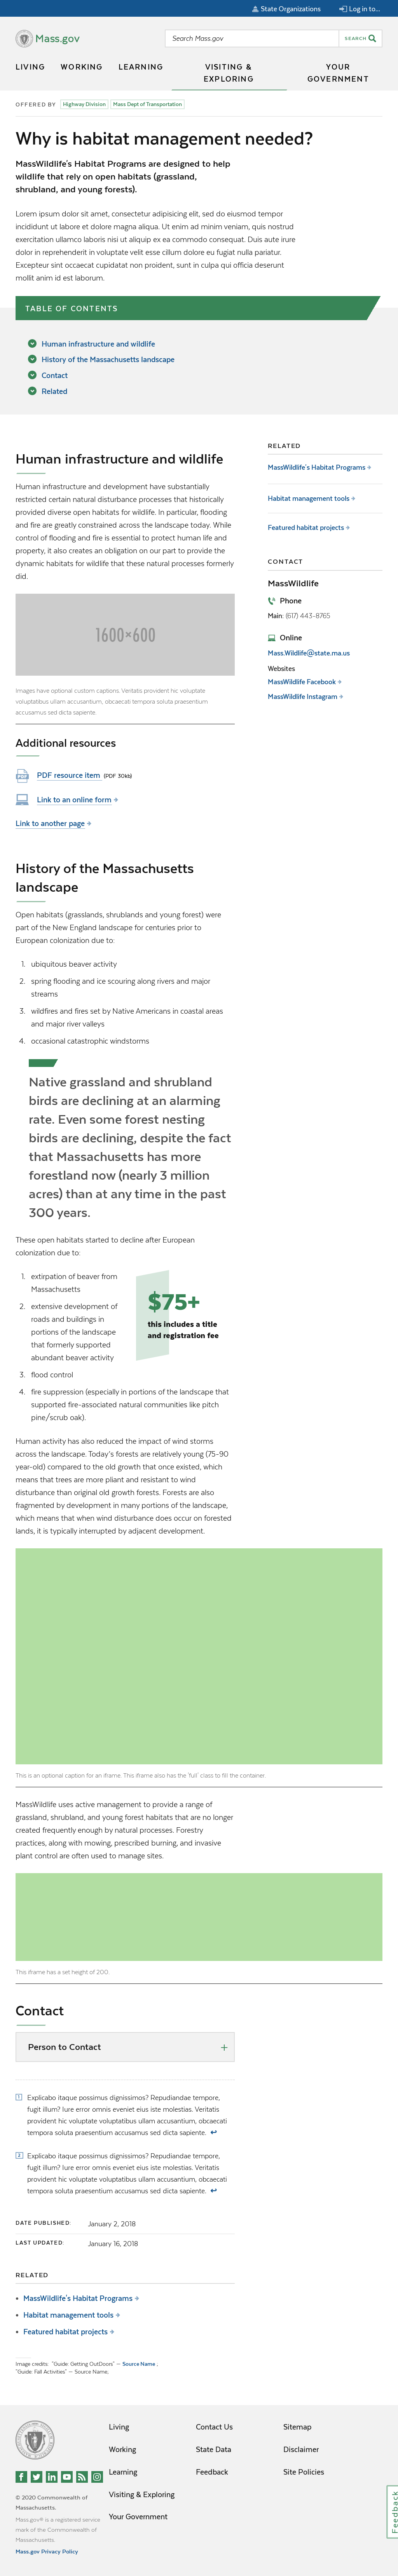 State Organizations
Log in to...
Mass.gov
Search Mass.gov
SEARCH
LIVING
WORKING
LEARNING
VISITING &
EXPLORING
YOUR
GOVERNMENT
OFFERED BY
Highway Division
Mass Dept of Transportation
Why is habitat management needed?
MassWildlife's Habitat Programs are designed to help
wildlife that rely on open habitats (grassland,
shrubland, and young forests).
Lorem ipsum dolor sit amet, consectetur adipisicing elit, sed do eiusmod tempor
incididunt ut labore et dolore magna aliqua. Ut enim ad minim veniam, quis nostrud
exercitation ullamco laboris nisi ut aliquip ex ea commodo consequat. Duis aute irure
dolor in reprehenderit in voluptate velit esse cillum dolore eu fugiat nulla pariatur.
Excepteur sint occaecat cupidatat non proident, sunt in culpa qui officia deserunt
mollit anim id est laborum.
TABLE OF CONTENTS
Human infrastructure and wildlife
History of the Massachusetts landscape
Contact
Related
Human infrastructure and wildlife
Human infrastructure and development have substantially
restricted certain natural disturbance processes that historically
provided diverse open habitats for wildlife. In particular, flooding
and fire are greatly constrained across the landscape today. While
control of flooding and fire is essential to protect human life and
property, it also creates an obligation on our part to provide the
dynamic habitats for wildlife that these natural processes formerly
did.
1600×600
Images have optional custom captions. Veritatis provident hic voluptate
voluptatibus ullam accusantium, obcaecati tempora soluta praesentium
accusamus sed dicta sapiente.
Additional resources
PDF
PDF resource item (PDF 30kb)
Link to an online form
Link to another page
RELATED
MassWildlife's Habitat Programs
Habitat management tools
Featured habitat projects
CONTACT
MassWildlife
Phone
Main: (617) 443-8765
Online
Mass.Wildlife@state.ma.us
Websites
MassWildlife Facebook
MassWildlife Instagram
History of the Massachusetts
landscape
Open habitats (grasslands, shrublands and young forest) were
part of the New England landscape for centuries prior to
European colonization due to:
1. ubiquitous beaver activity
2. spring flooding and ice scouring along rivers and major
streams
3. wildfires and fires set by Native Americans in coastal areas
and major river valleys
4. occasional catastrophic windstorms
Native grassland and shrubland
birds are declining at an alarming
rate. Even some forest nesting
birds are declining, despite the fact
that Massachusetts has more
forestland now (nearly 3 million
acres) than at any time in the past
300 years.
These open habitats started to decline after European
colonization due to:
1. extirpation of beaver from
Massachusetts
2. extensive development of
roads and buildings in
portions of the landscape
that formerly supported
abundant beaver activity
$75+
this includes a title
and registration fee
3. flood control
4. fire suppression (especially in portions of the landscape that
supported fire-associated natural communities like pitch
pine/scrub oak).
Human activity has also reduced the impact of wind storms
across the landscape. Today's forests are relatively young (75-90
year-old) compared to the old growth that once existed, which
means that trees are more pliant and resistant to wind
disturbance than original old growth forests. Forests are also
fragmented by development in many portions of the landscape,
which means that when wind disturbance does occur on forested
lands, it is typically interrupted by adjacent development.
This is an optional caption for an iframe. This iframe also has the 'full' class to fill the container.
MassWildlife uses active management to provide a range of
grassland, shrubland, and young forest habitats that are no longer
created frequently enough by natural processes. Forestry
practices, along with mowing, prescribed burning, and invasive
plant control are often used to manage sites.
This iframe has a set height of 200.
Contact
Person to Contact
1 Explicabo itaque possimus dignissimos? Repudiandae tempore,
fugit illum? Iure error omnis eveniet eius iste molestias. Veritatis
provident hic voluptate voluptatibus ullam accusantium, obcaecati
tempora soluta praesentium accusamus sed dicta sapiente. ↩
2 Explicabo itaque possimus dignissimos? Repudiandae tempore,
fugit illum? Iure error omnis eveniet eius iste molestias. Veritatis
provident hic voluptate voluptatibus ullam accusantium, obcaecati
tempora soluta praesentium accusamus sed dicta sapiente. ↩
DATE PUBLISHED: January 2, 2018
LAST UPDATED: January 16, 2018
RELATED
MassWildlife's Habitat Programs
Habitat management tools
Featured habitat projects
Image credits: "Guide: Getting OutDoors" — Source Name ;
"Guide: Fall Activities" — Source Name;
Living
Working
Learning
Visiting & Exploring
Your Government
Contact Us
State Data
Feedback
Sitemap
Disclaimer
Site Policies
© 2020 Commonwealth of
Massachusetts.
Mass.gov® is a registered service
mark of the Commonwealth of
Massachusetts.
Mass.gov Privacy Policy
Feedback